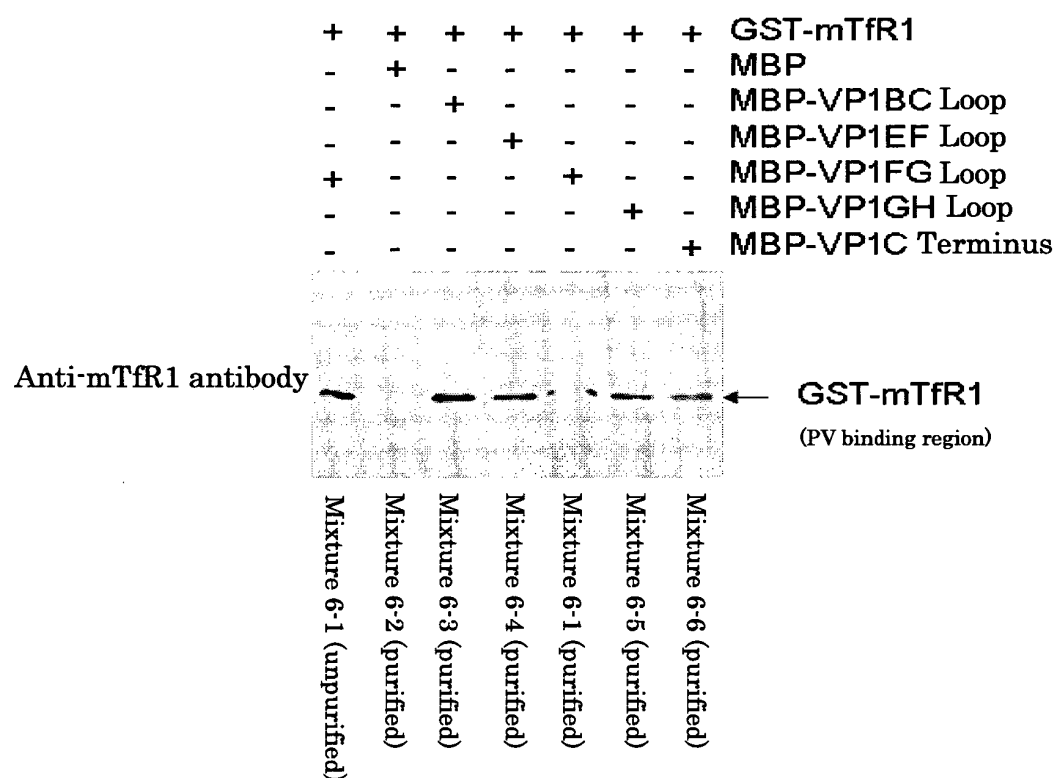 + + + + + + + GST-mTfR1
- + - - - - - MBP
- - + - - - - MBP-VP1BC Loop
- - - + - - - MBP-VP1EF Loop
+ - - - + - - MBP-VP1FG Loop
- - - - - + - MBP-VP1GH Loop
- - - - - - + MBP-VP1C Terminus
Anti-mTfR1 antibody
GST-mTfR1
(PV binding region)
Mixture 6-1 (unpurified)
Mixture 6-2 (purified)
Mixture 6-3 (purified)
Mixture 6-4 (purified)
Mixture 6-1 (purified)
Mixture 6-5 (purified)
Mixture 6-6 (purified)